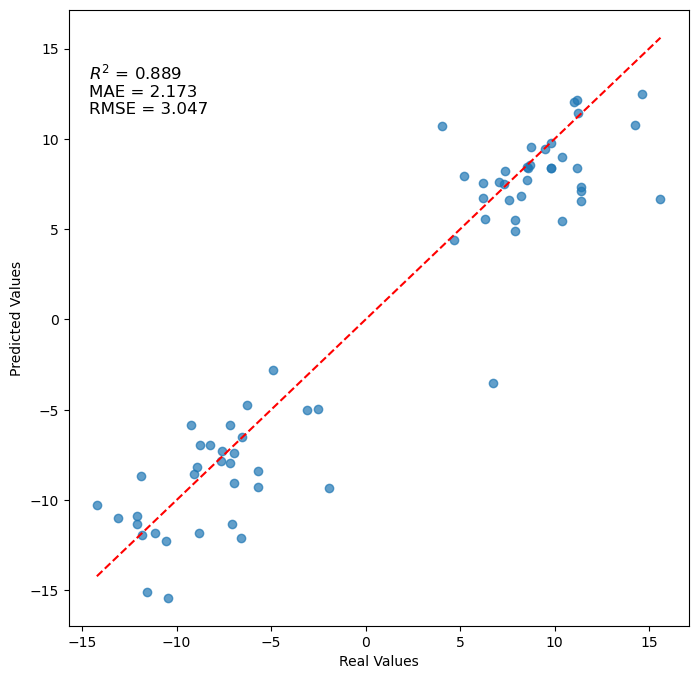 R² = 0.889
MAE = 2.173
RMSE = 3.047
15
10
5
0
−5
−10
−15
Predicted Values
−15 −10 −5 0 5 10 15
Real Values